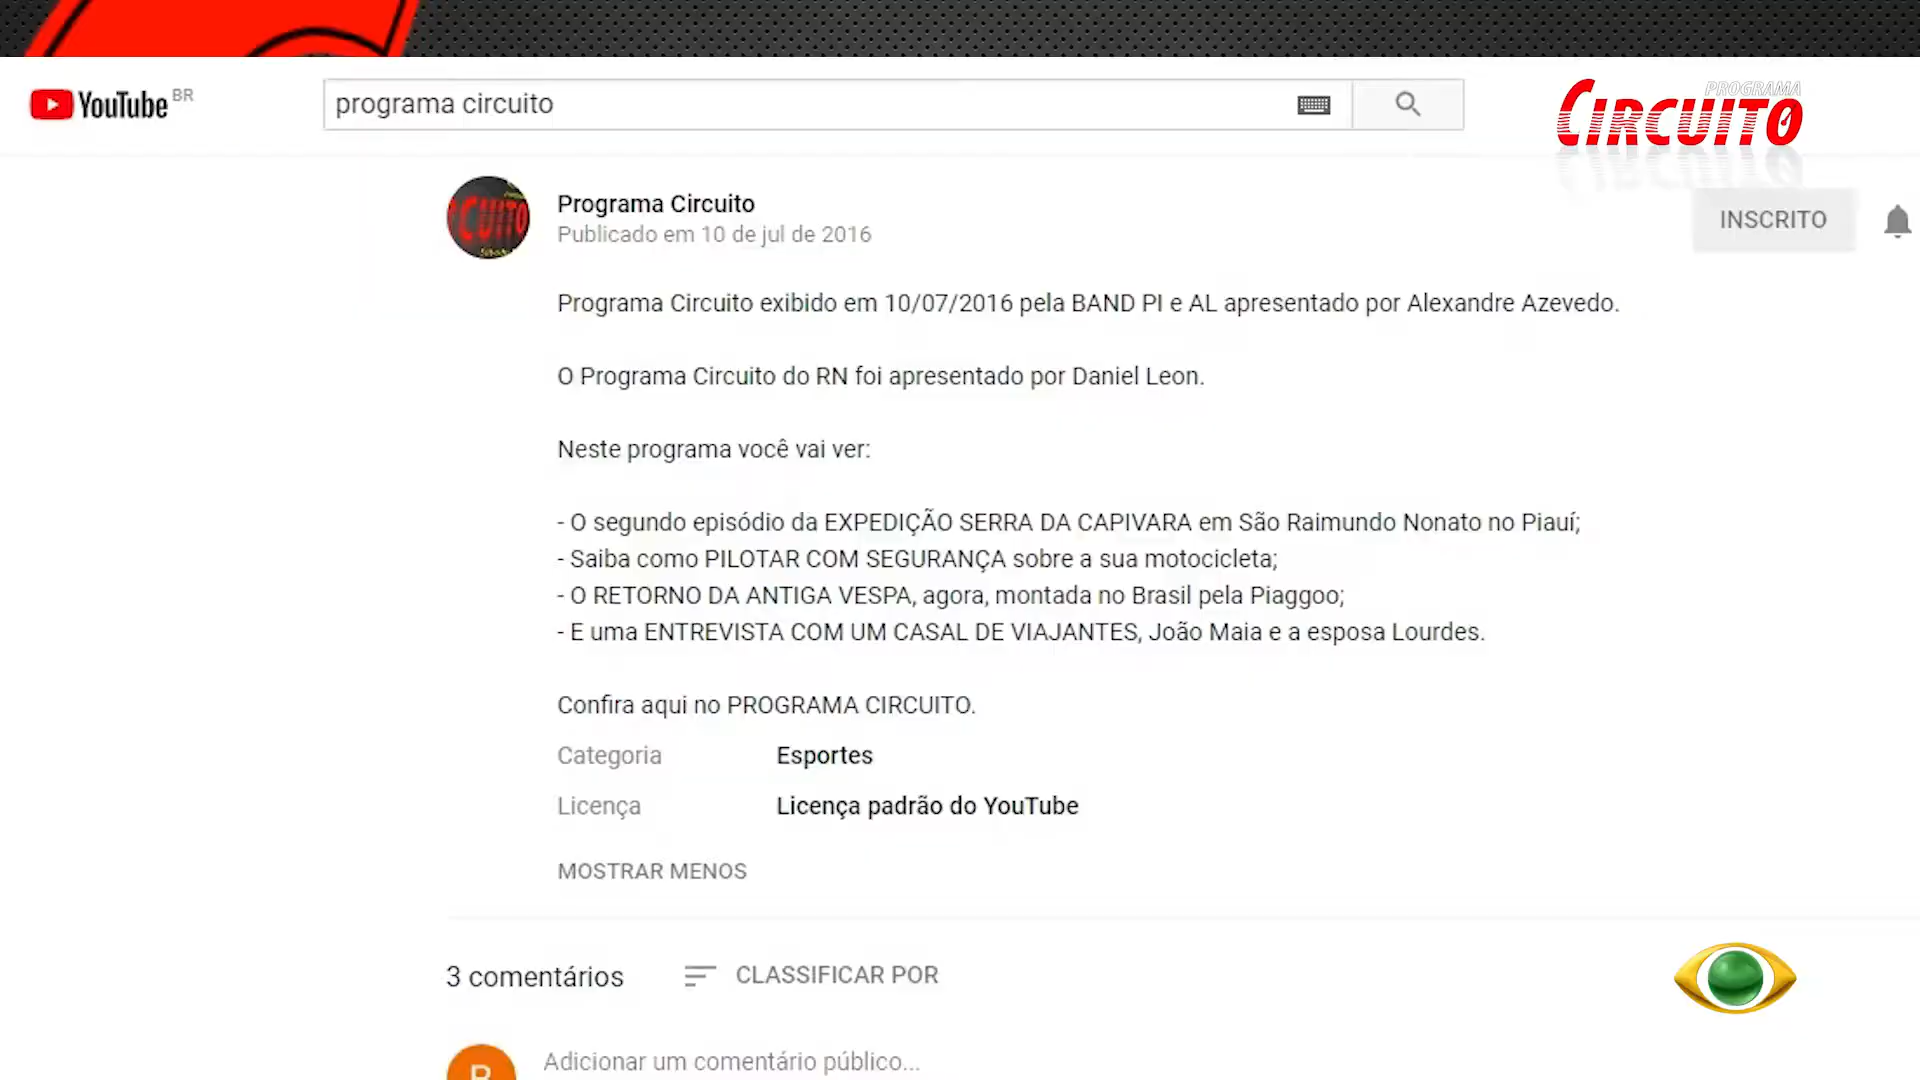 YouTube BR
programa circuito
PROGRAMA
CIRCUITO
Programa Circuito
Publicado em 10 de jul de 2016
INSCRITO
Programa Circuito exibido em 10/07/2016 pela BAND PI e AL apresentado por Alexandre Azevedo.
O Programa Circuito do RN foi apresentado por Daniel Leon.
Neste programa você vai ver:
- O segundo episódio da EXPEDIÇÃO SERRA DA CAPIVARA em São Raimundo Nonato no Piauí;
- Saiba como PILOTAR COM SEGURANÇA sobre a sua motocicleta;
- O RETORNO DA ANTIGA VESPA, agora, montada no Brasil pela Piaggoo;
- E uma ENTREVISTA COM UM CASAL DE VIAJANTES, João Maia e a esposa Lourdes.
Confira aqui no PROGRAMA CIRCUITO.
Categoria Esportes
Licença Licença padrão do YouTube
MOSTRAR MENOS
3 comentários CLASSIFICAR POR
Adicionar um comentário público...